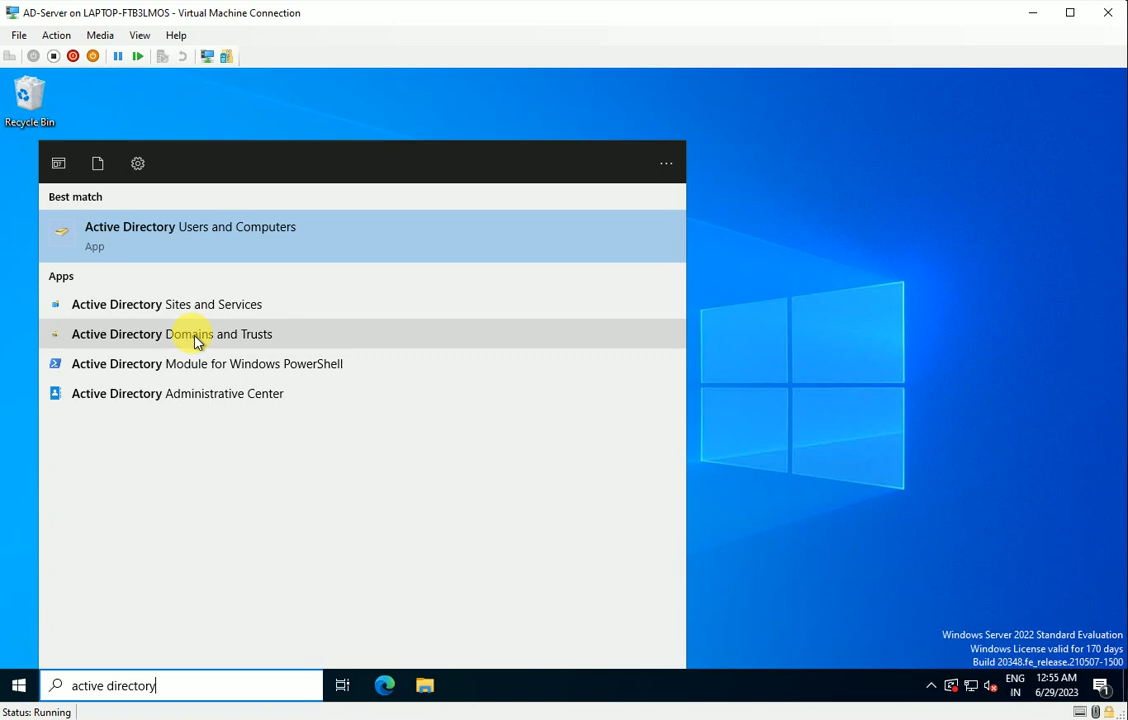 AD-Server on LAPTOP-FTB3LMOS - Virtual Machine Connection
File Action Media View Help
Recycle Bin
Best match
Active Directory Users and Computers
App
Apps
Active Directory Sites and Services
Active Directory Domains and Trusts
Active Directory Module for Windows PowerShell
Active Directory Administrative Center
Windows Server 2022 Standard Evaluation
Windows License valid for 170 days
Build 20348.fe_release.210507-1500
active directory
ENG
IN
12:55 AM
6/29/2023
1
Status: Running